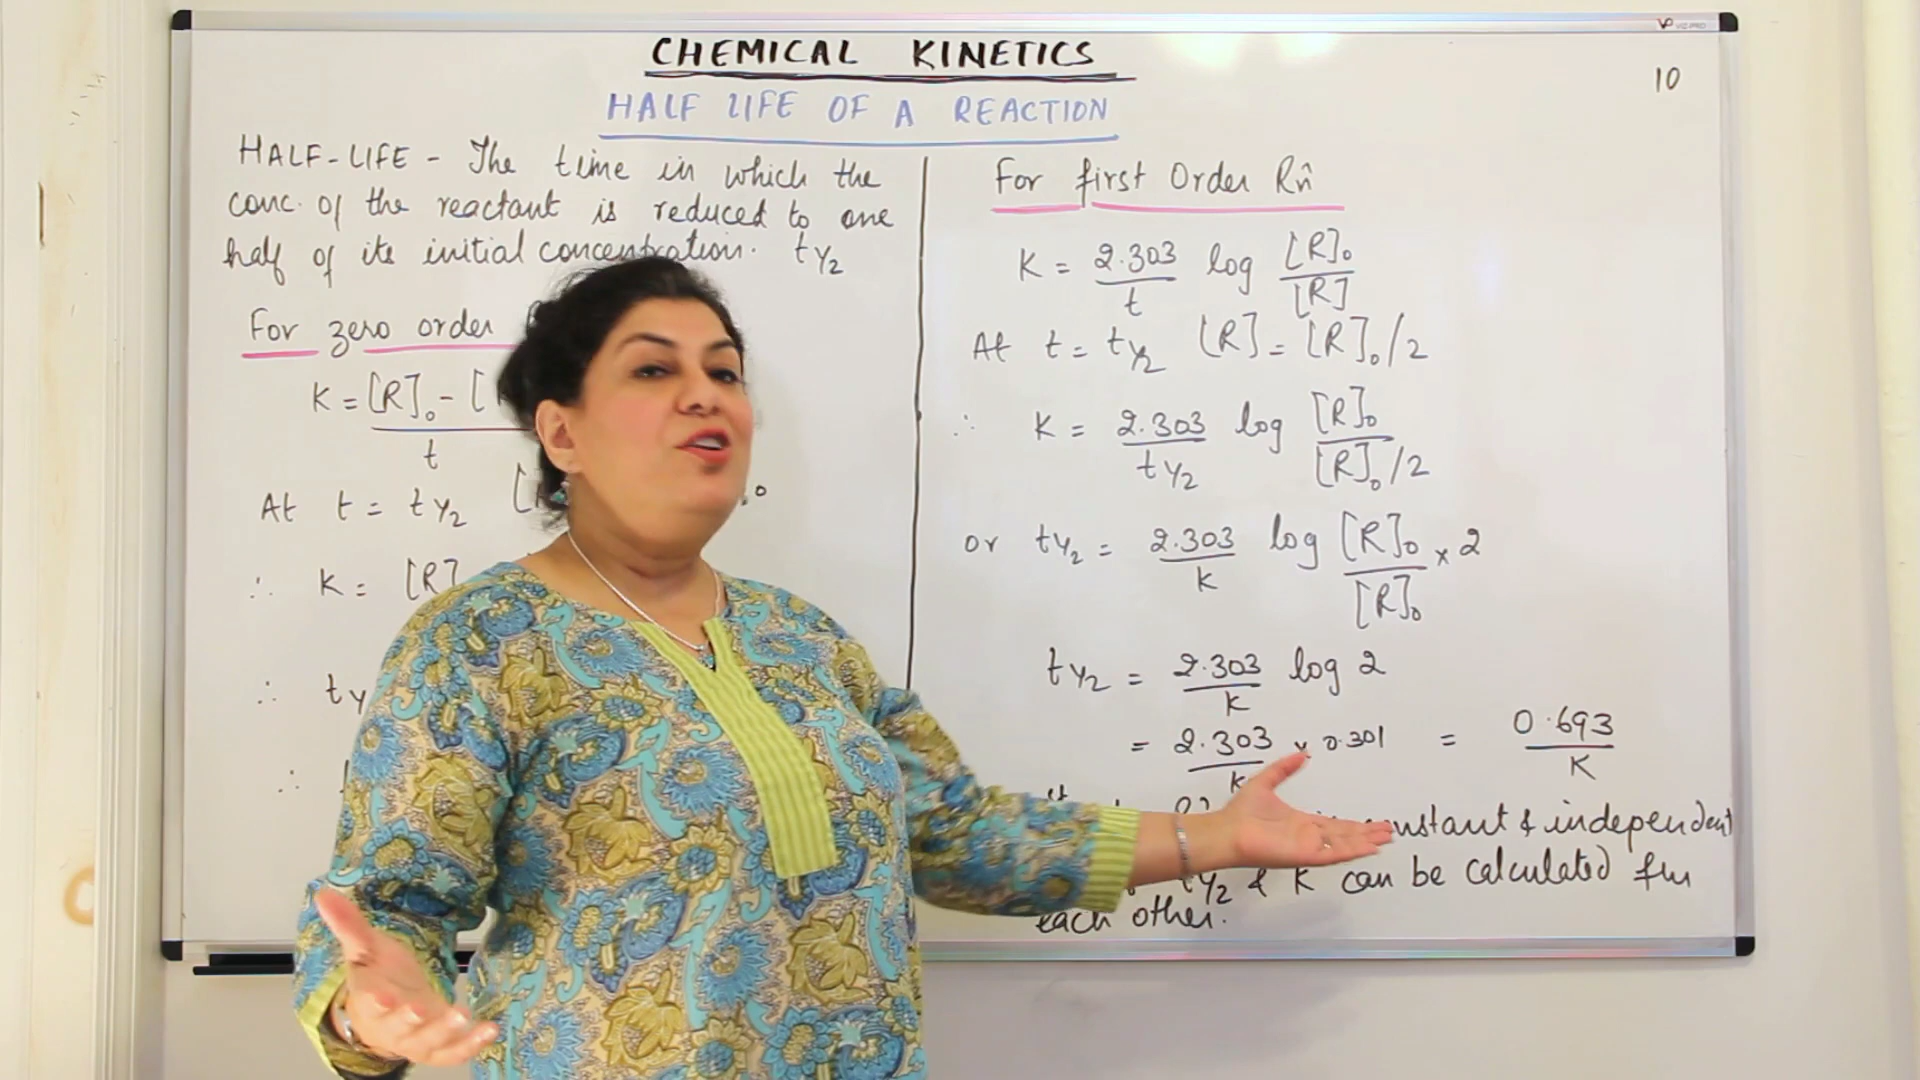 CHEMICAL KINETICS
10
HALF LIFE OF A REACTION
HALF-LIFE - The time in which the
conc. of the reactant is reduced to one
half of its initial concentration. t½
For zero order
K = [R]₀ - [
t
At t = t½ [
∴ K = [R]
∴ t
∴
For first Order Rn̂
K = 2.303/t log [R]₀/[R]
At t = t½ [R] = [R]₀/2
∴ K = 2.303/t½ log [R]₀/[R]₀/2
or t½ = 2.303/K log [R]₀/[R]₀ × 2
t½ = 2.303/K log 2
= 2.303/K × 0.301 = 0.693/K
& independent
t½ & K can be calculated
each other.